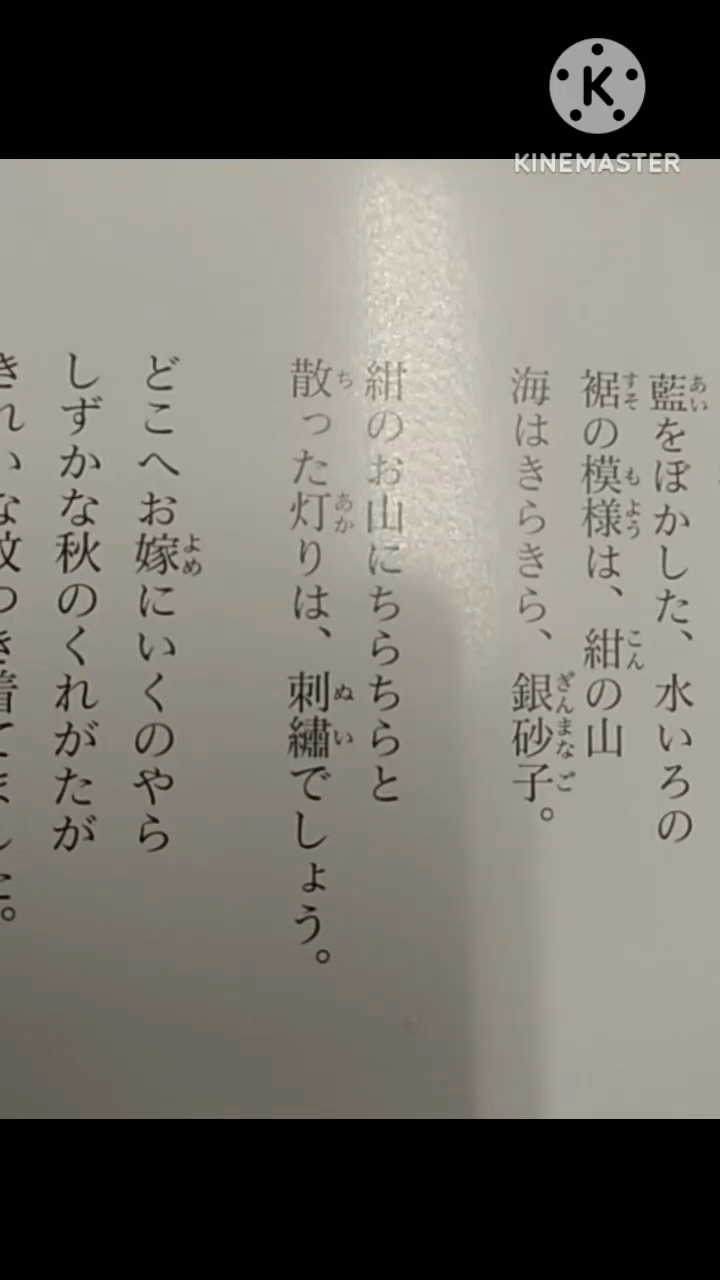 KINEMASTER
藍をぼかした、水いろの
裾の模様は、紺の山
海はきらきら、銀砂子。
紺のお山にちらちらと
散った灯りは、刺繡でしょう。
どこへお嫁にいくのやら
しずかな秋のくれがたが